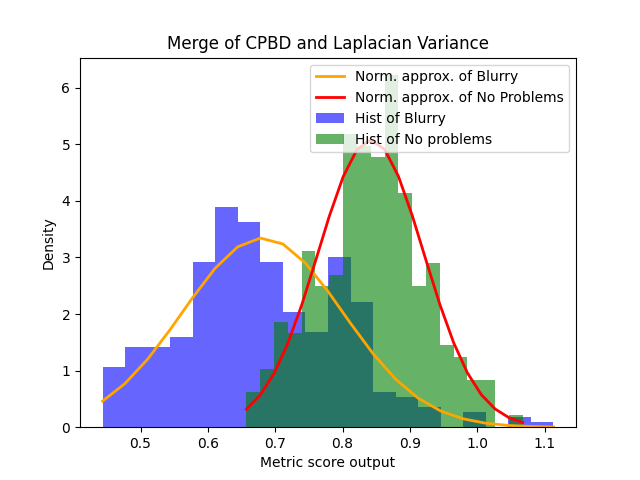 Merge of CPBD and Laplacian Variance
Norm. approx. of Blurry
Norm. approx. of No Problems
Hist of Blurry
Hist of No problems
Density
6
5
4
3
2
1
0
0.5 0.6 0.7 0.8 0.9 1.0 1.1
Metric score output